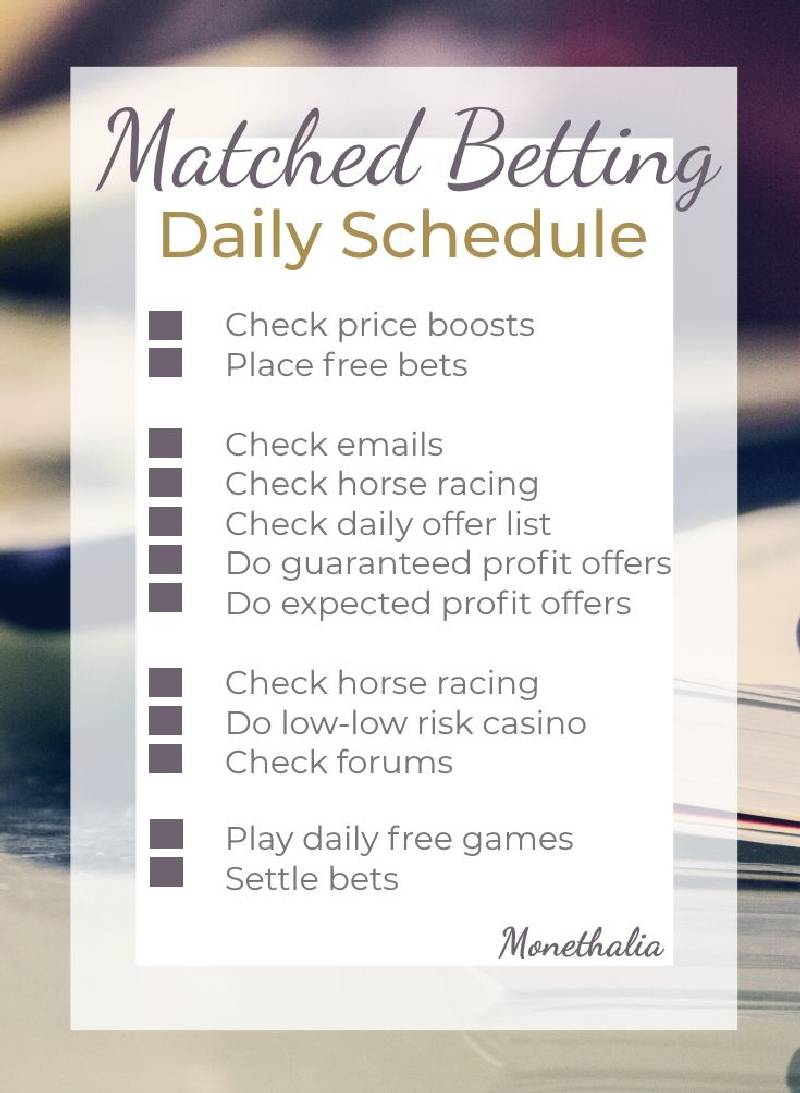 Matched Betting
Daily Schedule
Check price boosts
Place free bets
Check emails
Check horse racing
Check daily offer list
Do guaranteed profit offers
Do expected profit offers
Check horse racing
Do low-low risk casino
Check forums
Play daily free games
Settle bets
Monethalia